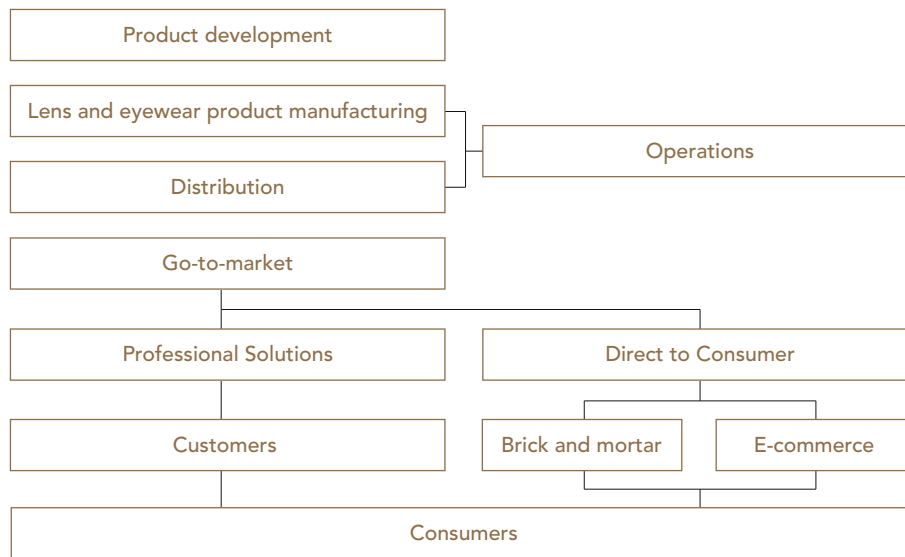 Product development
Lens and eyewear product manufacturing
Operations
Distribution
Go-to-market
Professional Solutions
Direct to Consumer
Customers
Brick and mortar
E-commerce
Consumers